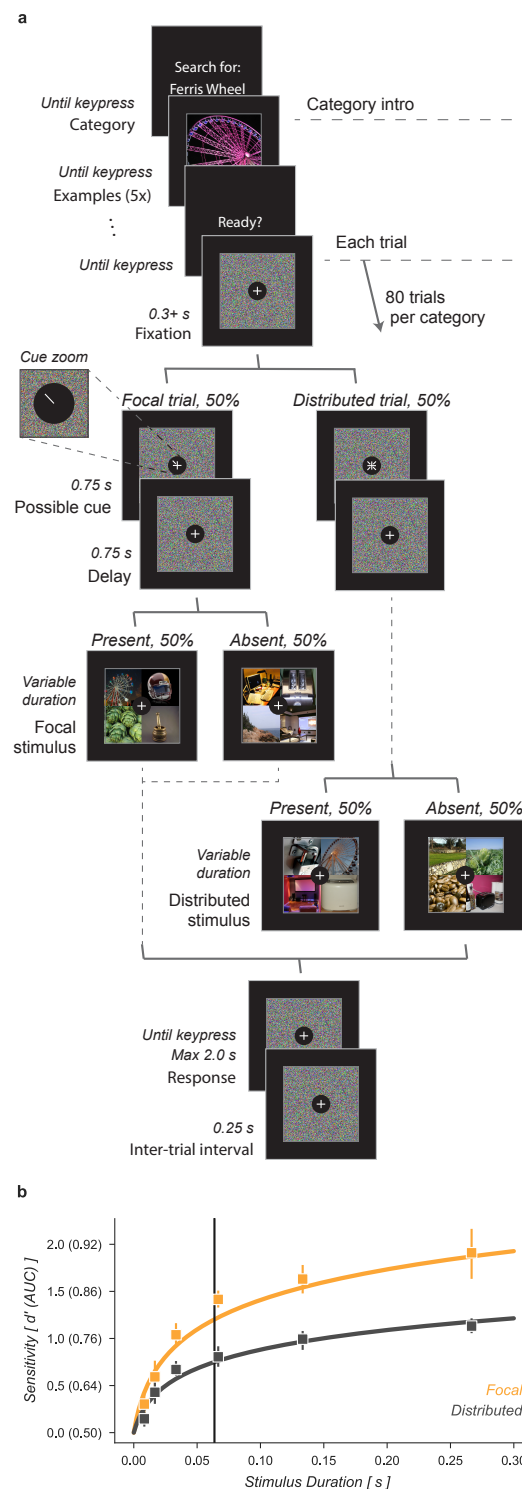 a
Search for:
Ferris Wheel
Until keypress
Category
Category intro
Until keypress
Examples (5x)
Ready?
Until keypress
Each trial
80 trials
per category
0.3+ s
Fixation
Cue zoom
Focal trial, 50%
Distributed trial, 50%
0.75 s
Possible cue
0.75 s
Delay
Present, 50%
Absent, 50%
Variable
duration
Focal
stimulus
Present, 50%
Absent, 50%
Variable
duration
Distributed
stimulus
Until keypress
Max 2.0 s
Response
0.25 s
Inter-trial interval
b
Sensitivity [ d' (AUC) ]
2.0 (0.92)
1.5 (0.86)
1.0 (0.76)
0.5 (0.64)
0.0 (0.50)
Focal
Distributed
0.00 0.05 0.10 0.15 0.20 0.25 0.30
Stimulus Duration [ s ]